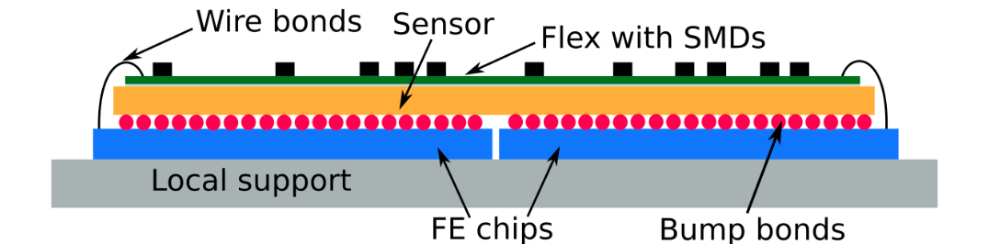 Wire bonds
Sensor
Flex with SMDs
Local support
FE chips
Bump bonds